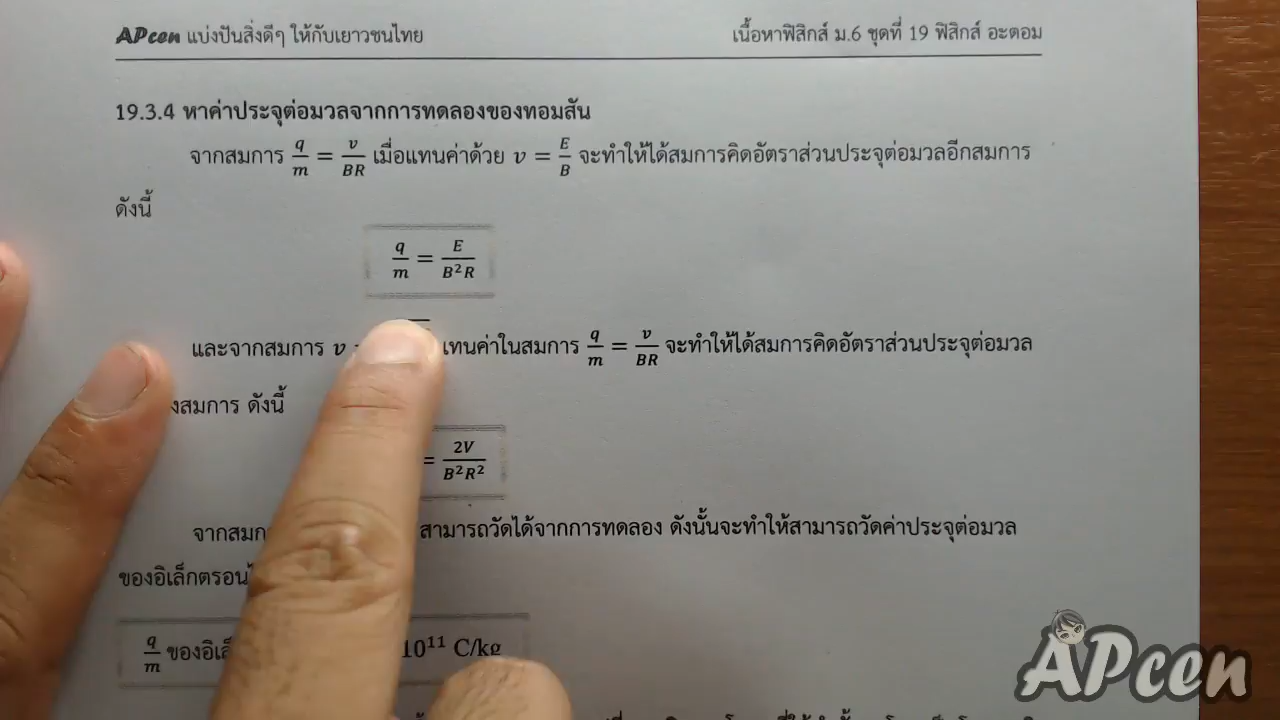 APcen แบ่งปันสิ่งดีๆ ให้กับเยาวชนไทย เนื้อหาฟิสิกส์ ม.6 ชุดที่ 19 ฟิสิกส์ อะตอม
19.3.4 หาค่าประจุต่อมวลจากการทดลองของทอมสัน
จากสมการ q/m = v/BR เมื่อแทนค่าด้วย v = E/B จะทำให้ได้สมการคิดอัตราส่วนประจุต่อมวลอีกสมการ
ดังนี้
q/m = E/B²R
และจากสมการ v แทนค่าในสมการ q/m = v/BR จะทำให้ได้สมการคิดอัตราส่วนประจุต่อมวล
สมการ ดังนี้
= 2V/B²R²
สามารถวัดได้จากการทดลอง ดังนั้นจะทำให้สามารถวัดค่าประจุต่อมวล
ของอิเล็กตรอน
q/m 10¹¹ C/kg
APcen